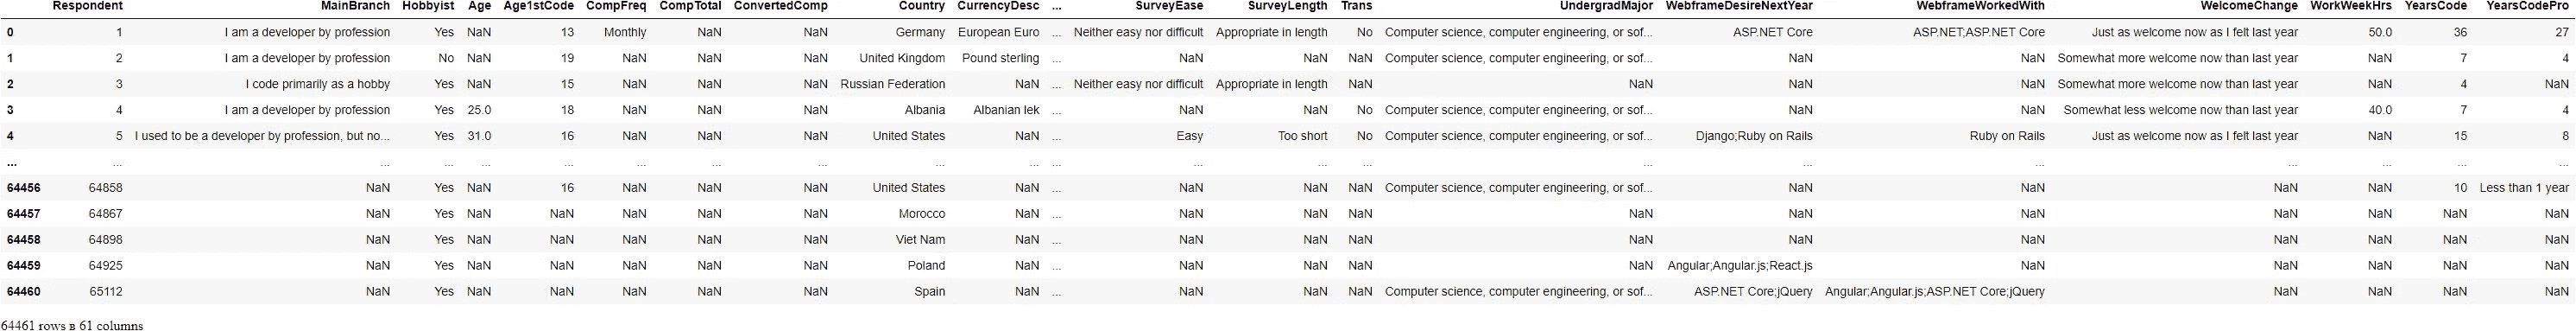 Respondent MainBranch Hobbyist Age Age1stCode CompFreq CompTotal ConvertedComp Country CurrencyDesc ... SurveyEase SurveyLength Trans UndergradMajor WebframeDesireNextYear WebframeWorkedWith WelcomeChange WorkWeekHrs YearsCode YearsCodePro
0 1 I am a developer by profession Yes NaN 13 Monthly NaN NaN Germany European Euro ... Neither easy nor difficult Appropriate in length No Computer science, computer engineering, or sof... ASP.NET Core ASP.NET;ASP.NET Core Just as welcome now as I felt last year 50.0 36 27
1 2 I am a developer by profession No NaN 19 NaN NaN NaN United Kingdom Pound sterling ... NaN NaN NaN Computer science, computer engineering, or sof... NaN NaN Somewhat more welcome now than last year NaN 7 4
2 3 I code primarily as a hobby Yes NaN 15 NaN NaN NaN Russian Federation NaN ... Neither easy nor difficult Appropriate in length NaN NaN NaN NaN Somewhat more welcome now than last year NaN 4 NaN
3 4 I am a developer by profession Yes 25.0 18 NaN NaN NaN Albania Albanian lek ... NaN NaN No Computer science, computer engineering, or sof... NaN NaN Somewhat less welcome now than last year 40.0 7 4
4 5 I used to be a developer by profession, but no... Yes 31.0 16 NaN NaN NaN United States NaN ... Easy Too short No Computer science, computer engineering, or sof... Django;Ruby on Rails Ruby on Rails Just as welcome now as I felt last year NaN 15 8
... ... ... ... ... ... ... ... ... ... ... ... ... ... ... ... ... ... ... ... ... ...
64456 64858 NaN Yes NaN 16 NaN NaN NaN United States NaN ... NaN NaN NaN Computer science, computer engineering, or sof... NaN NaN NaN NaN 10 Less than 1 year
64457 64867 NaN Yes NaN NaN NaN NaN NaN Morocco NaN ... NaN NaN NaN NaN NaN NaN NaN NaN NaN NaN
64458 64898 NaN Yes NaN NaN NaN NaN NaN Viet Nam NaN ... NaN NaN NaN NaN NaN NaN NaN NaN NaN NaN
64459 64925 NaN Yes NaN NaN NaN NaN NaN Poland NaN ... NaN NaN NaN NaN Angular;Angular.js;React.js NaN NaN NaN NaN NaN
64460 65112 NaN Yes NaN NaN NaN NaN NaN Spain NaN ... NaN NaN NaN Computer science, computer engineering, or sof... ASP.NET Core;jQuery Angular;Angular.js;ASP.NET Core;jQuery NaN NaN NaN NaN
64461 rows в 61 columns